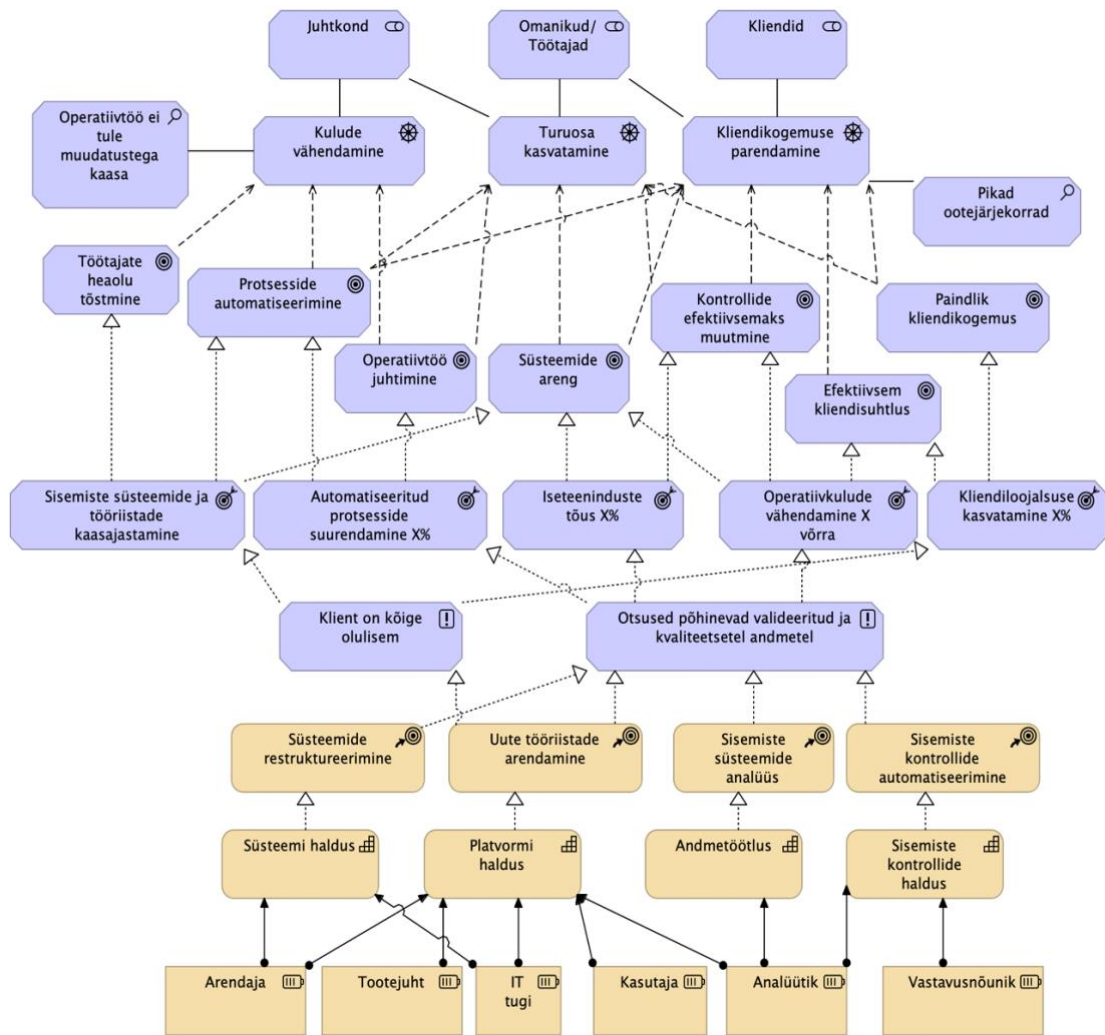 Juhtkond
Omanikud/
Töötajad
Kliendid
Operatiivtöö ei
tule
muudatustega
kaasa
Kulude
vähendamine
Turuosa
kasvatamine
Kliendikogemuse
parendamine
Pikad
ootejärjekorrad
Töötajate
heaolu
tõstmine
Protsesside
automatiseerimine
Kontrollide
efektiivsemaks
muutmine
Paindlik
kliendikogemus
Operatiivtöö
juhtimine
Süsteemide
areng
Efektiivsem
kliendisuhtlus
Sisemiste süsteemide ja
tööriistade
kaasajastamine
Automatiseeritud
protsesside
suurendamine X%
Iseteeninduste
tõus X%
Operatiivkulude
vähendamine X
võrra
Kliendiloojalsuse
kasvatamine X%
Klient on kõige
olulisem
Otsused põhinevad valideeritud ja
kvaliteetsetel andmetel
Süsteemide
restruktureerimine
Uute tööriistade
arendamine
Sisemiste
süsteemide
analüüs
Sisemiste
kontrollide
automatiseerimine
Süsteemi haldus
Platvormi
haldus
Andmetöötlus
Sisemiste
kontrollide
haldus
Arendaja
Tootejuht
IT
tugi
Kasutaja
Analüütik
Vastavusnõunik